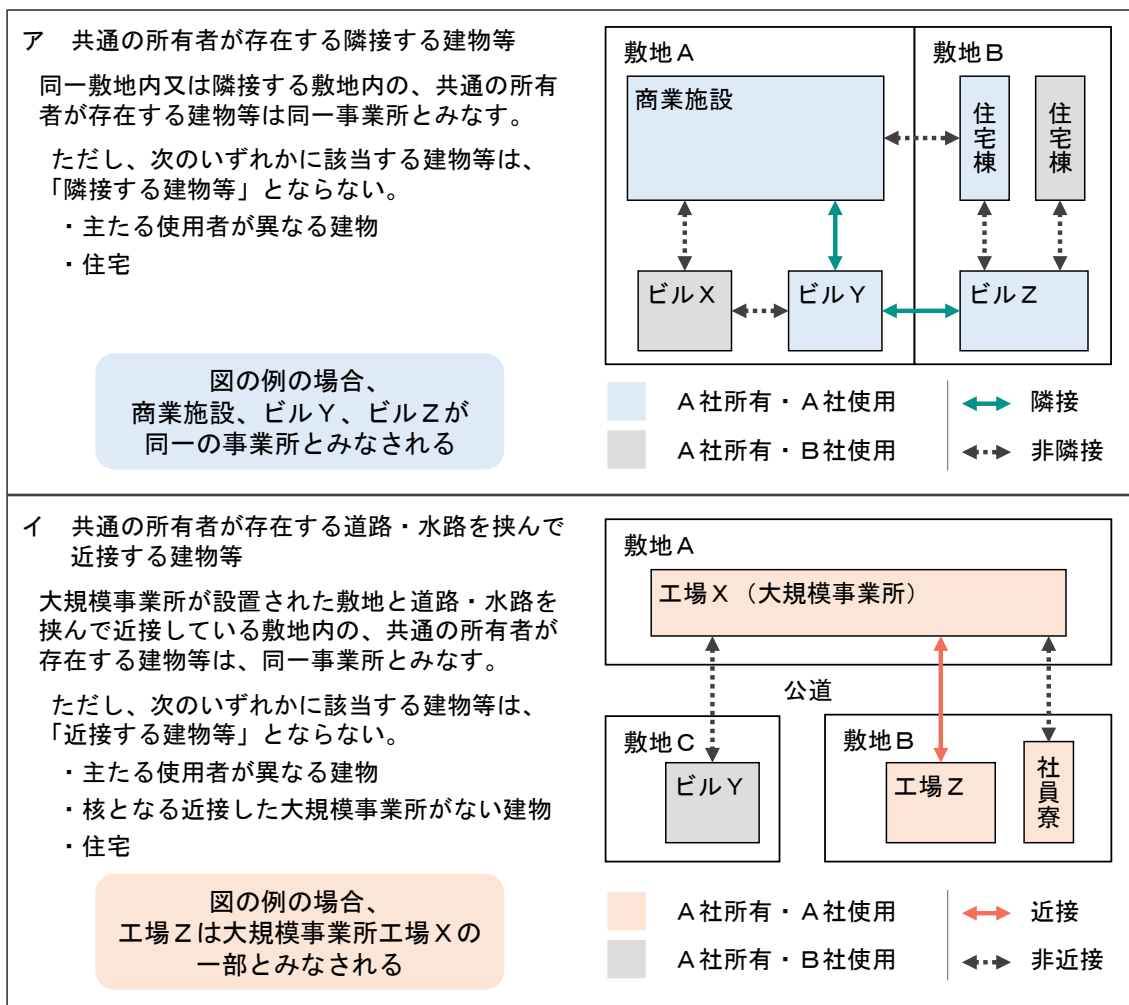 ア 共通の所有者が存在する隣接する建物等
同一敷地内又は隣接する敷地内の、共通の所有
者が存在する建物等は同一事業所とみなす。
ただし、次のいずれかに該当する建物等は、
「隣接する建物等」とならない。
・主たる使用者が異なる建物
・住宅
図の例の場合、
商業施設、ビルY、ビルZが
同一の事業所とみなされる
敷地A
敷地B
商業施設
住宅棟
住宅棟
ビルX
ビルY
ビルZ
A社所有・A社使用
隣接
A社所有・B社使用
非隣接
イ 共通の所有者が存在する道路・水路を挟んで
近接する建物等
大規模事業所が設置された敷地と道路・水路を
挟んで近接している敷地内の、共通の所有者が
存在する建物等は、同一事業所とみなす。
ただし、次のいずれかに該当する建物等は、
「近接する建物等」とならない。
・主たる使用者が異なる建物
・核となる近接した大規模事業所がない建物
・住宅
図の例の場合、
工場Zは大規模事業所工場Xの
一部とみなされる
敷地A
工場X（大規模事業所）
公道
敷地C
敷地B
ビルY
工場Z
社員寮
A社所有・A社使用
近接
A社所有・B社使用
非近接